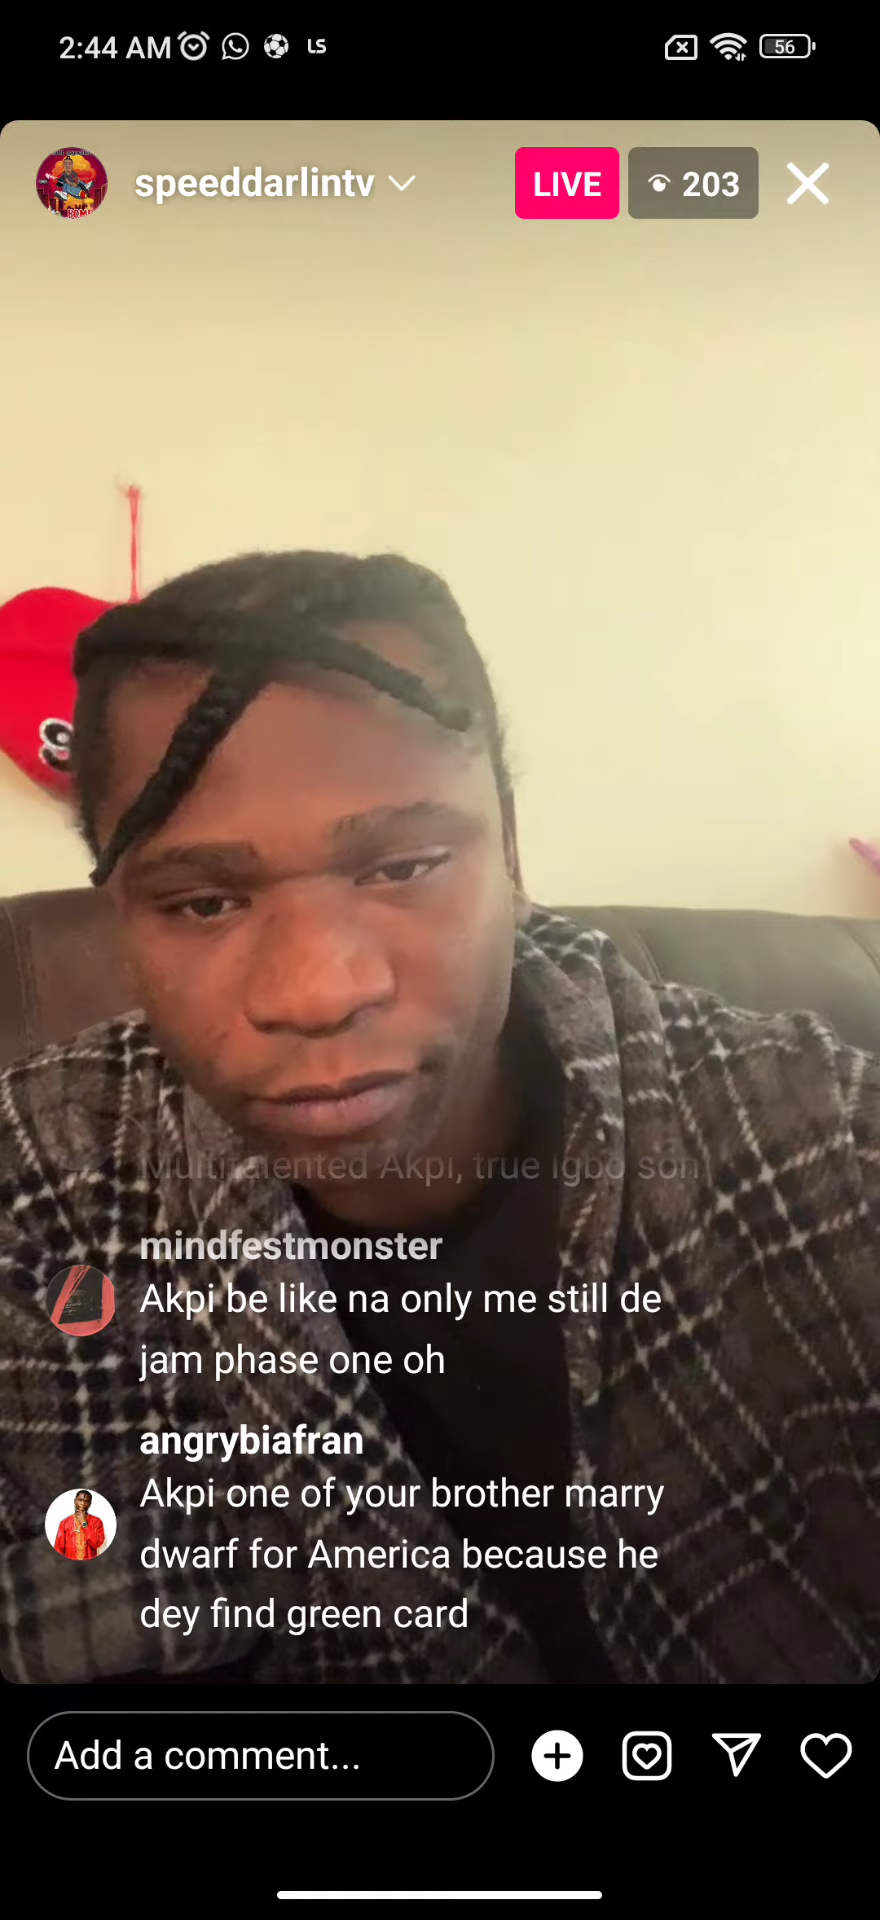 2:44 AM
LS
56
speeddarlintv
LIVE
203
Multitalented Akpi, true Igbo son
mindfestmonster
Akpi be like na only me still de
jam phase one oh
angrybiafran
Akpi one of your brother marry
dwarf for America because he
dey find green card
Add a comment...